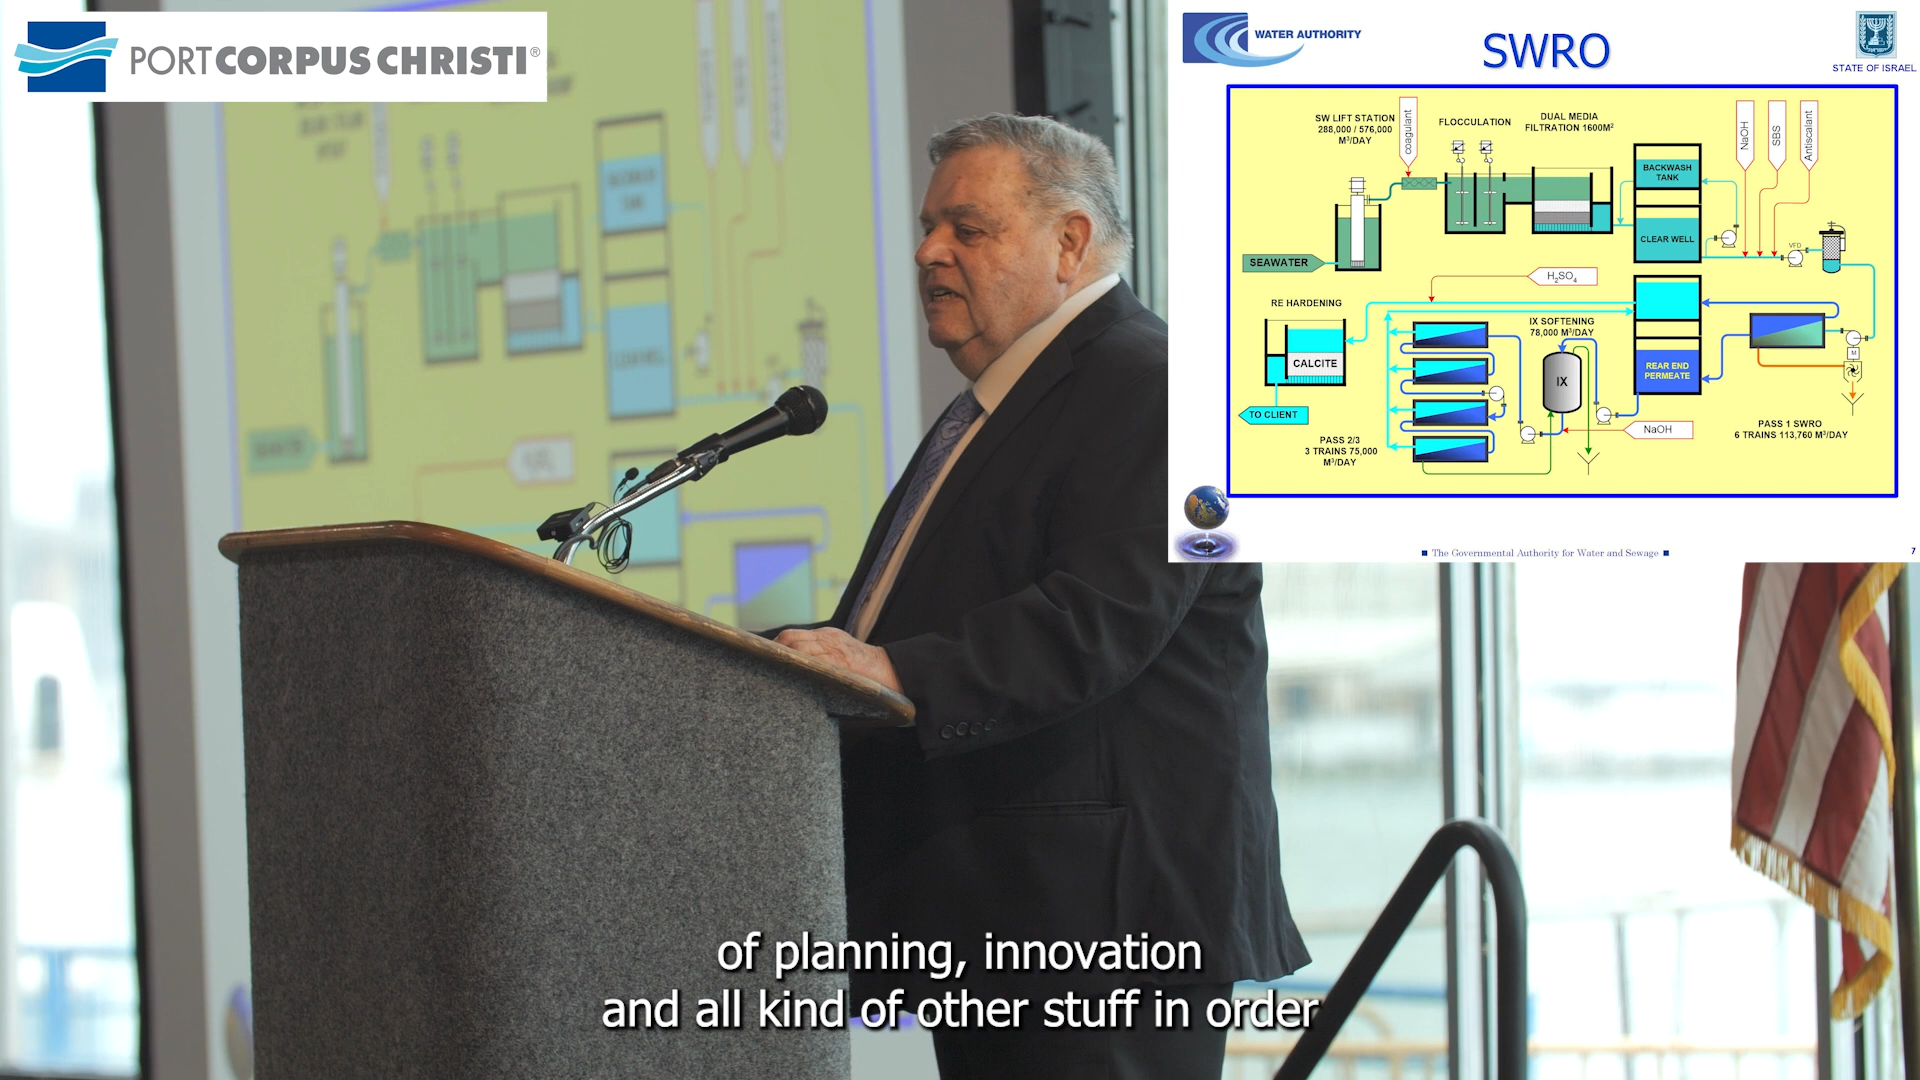 PORT CORPUS CHRISTI®
WATER AUTHORITY
SWRO
STATE OF ISRAEL
SW LIFT STATION
288,000 / 576,000
M³/DAY
coagulant
FLOCCULATION
DUAL MEDIA
FILTRATION 1600M²
BACKWASH
TANK
CLEAR WELL
NaOH
SBS
Antiscalant
VFD
SEAWATER
H₂SO₄
RE HARDENING
CALCITE
TO CLIENT
IX SOFTENING
78,000 M³/DAY
IX
REAR END
PERMEATE
M
NaOH
PASS 2/3
3 TRAINS 75,000
M³/DAY
PASS 1 SWRO
6 TRAINS 113,760 M³/DAY
■ The Governmental Authority for Water and Sewage ■
7
of planning, innovation
and all kind of other stuff in order